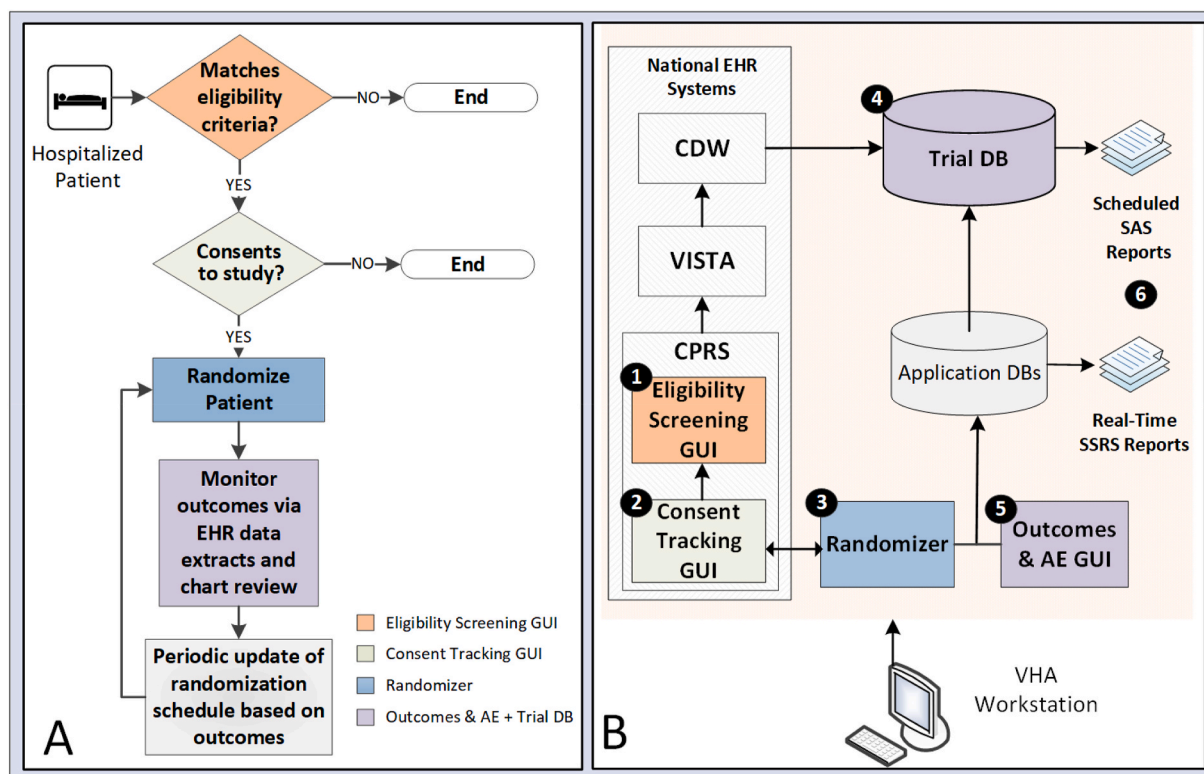 Matches
eligibility
criteria?
NO
End
Hospitalized
Patient
YES
Consents
to study?
NO
End
YES
Randomize
Patient
Monitor
outcomes via
EHR data
extracts and
chart review
Periodic update of
randomization
schedule based on
outcomes
Eligibility Screening GUI
Consent Tracking GUI
Randomizer
Outcomes & AE + Trial DB
A
National EHR
Systems
CDW
VISTA
CPRS
1
Eligibility
Screening
GUI
2
Consent
Tracking
GUI
3
Randomizer
4
Trial DB
Scheduled
SAS
Reports
6
Application DBs
Real-Time
SSRS Reports
5
Outcomes
& AE GUI
VHA
Workstation
B